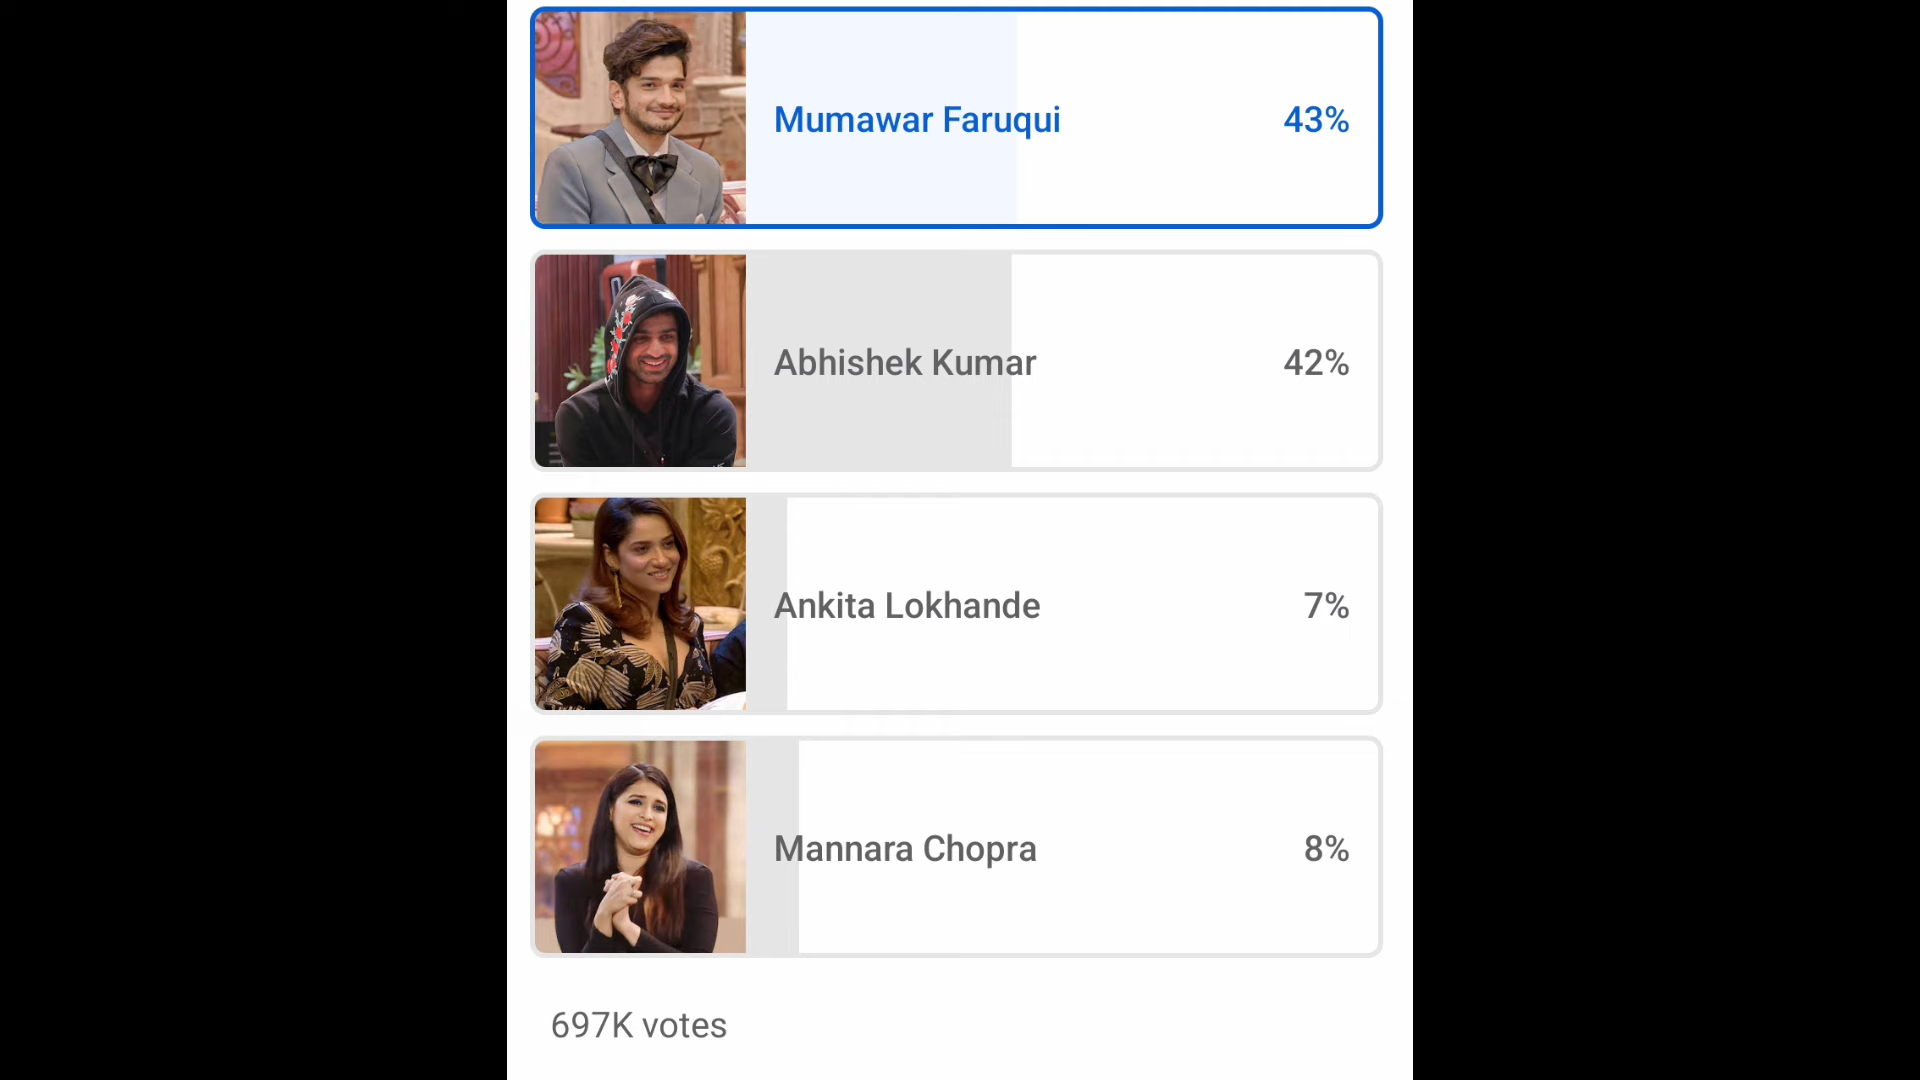 Mumawar Faruqui 43%
Abhishek Kumar 42%
Ankita Lokhande 7%
Mannara Chopra 8%
697K votes